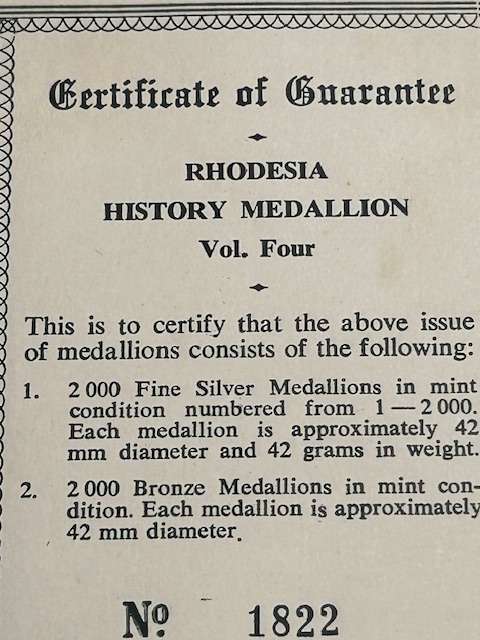 Certificate of Guarantee
RHODESIA
HISTORY MEDALLION
Vol. Four
This is to certify that the above issue
of medallions consists of the following:
1. 2 000 Fine Silver Medallions in mint
condition numbered from 1 — 2 000.
Each medallion is approximately 42
mm diameter and 42 grams in weight.
2. 2 000 Bronze Medallions in mint con-
dition. Each medallion is approximately
42 mm diameter.
No. 1822